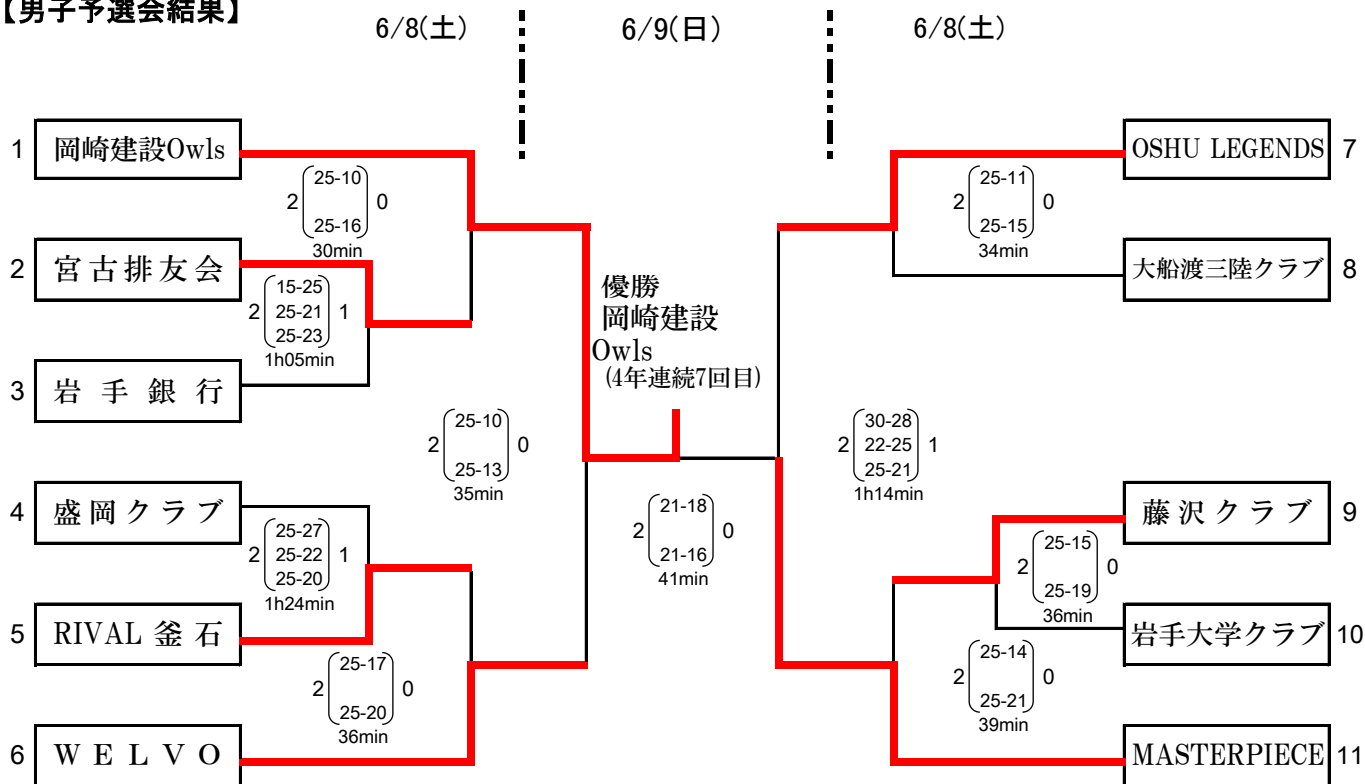 【男子予選会結果】
6/8(土)
6/9(日)
6/8(土)
1 岡崎建設Owls
2 25-10 0
25-16
30min
2 宮古排友会
15-25
2 25-21 1
25-23
1h05min
3 岩手銀行
2 25-10 0
25-13
35min
4 盛岡クラブ
25-27
2 25-22 1
25-20
1h24min
5 RIVAL 釜石
2 25-17 0
25-20
36min
6 WELVO
優勝
岡崎建設
Owls
(4年連続7回目)
2 21-18 0
21-16
41min
OSHU LEGENDS 7
2 25-11 0
25-15
34min
大船渡三陸クラブ 8
30-28
2 22-25 1
25-21
1h14min
藤沢クラブ 9
2 25-15 0
25-19
36min
岩手大学クラブ 10
2 25-14 0
25-21
39min
MASTERPIECE 11